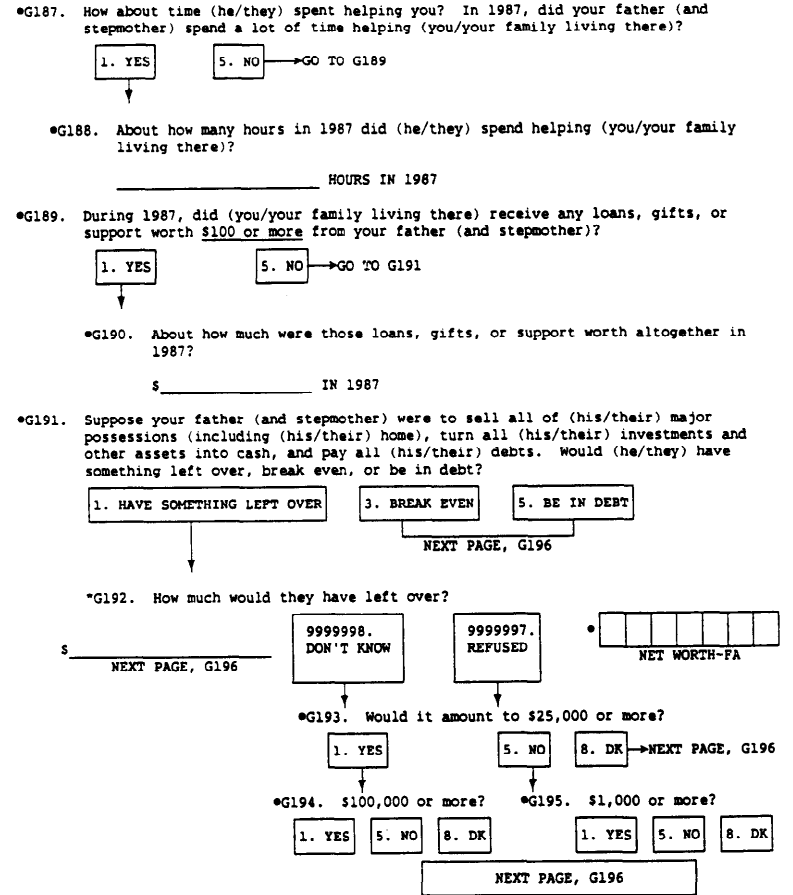 •G187. How about time (he/they) spent helping you? In 1987, did your father (and
stepmother) spend a lot of time helping (you/your family living there)?
1. YES 5. NO GO TO G189
•G188. About how many hours in 1987 did (he/they) spend helping (you/your family
living there)?
HOURS IN 1987
•G189. During 1987, did (you/your family living there) receive any loans, gifts, or
support worth $100 or more from your father (and stepmother)?
1. YES 5. NO GO TO G191
•G190. About how much were those loans, gifts, or support worth altogether in
1987?
$ IN 1987
•G191. Suppose your father (and stepmother) were to sell all of (his/their) major
possessions (including (his/their) home), turn all (his/their) investments and
other assets into cash, and pay all (his/their) debts. Would (he/they) have
something left over, break even, or be in debt?
1. HAVE SOMETHING LEFT OVER 3. BREAK EVEN 5. BE IN DEBT
NEXT PAGE, G196
*G192. How much would they have left over?
$
NEXT PAGE, G196
9999998.
DON'T KNOW
9999997.
REFUSED
•
NET WORTH-FA
•G193. Would it amount to $25,000 or more?
1. YES 5. NO 8. DK NEXT PAGE, G196
•G194. $100,000 or more? •G195. $1,000 or more?
1. YES 5. NO 8. DK 1. YES 5. NO 8. DK
NEXT PAGE, G196